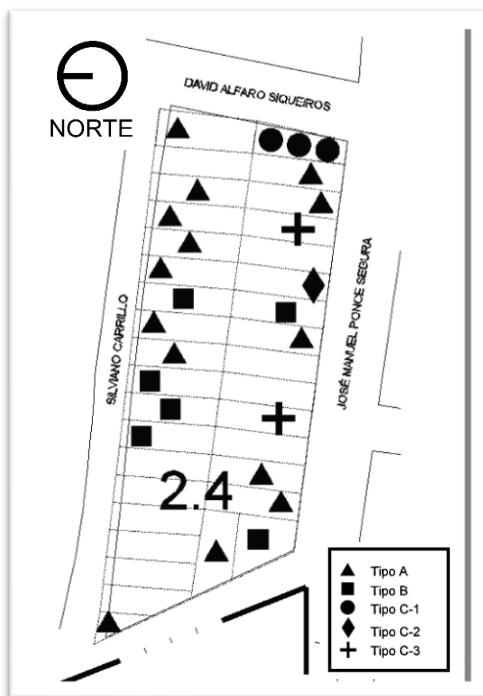 NORTE
DAVID ALFARO SIQUEIROS
SILVIANO CARRILLO
JOSÉ MANUEL PONCE SEGURA
2.4
Tipo A
Tipo B
Tipo C-1
Tipo C-2
Tipo C-3